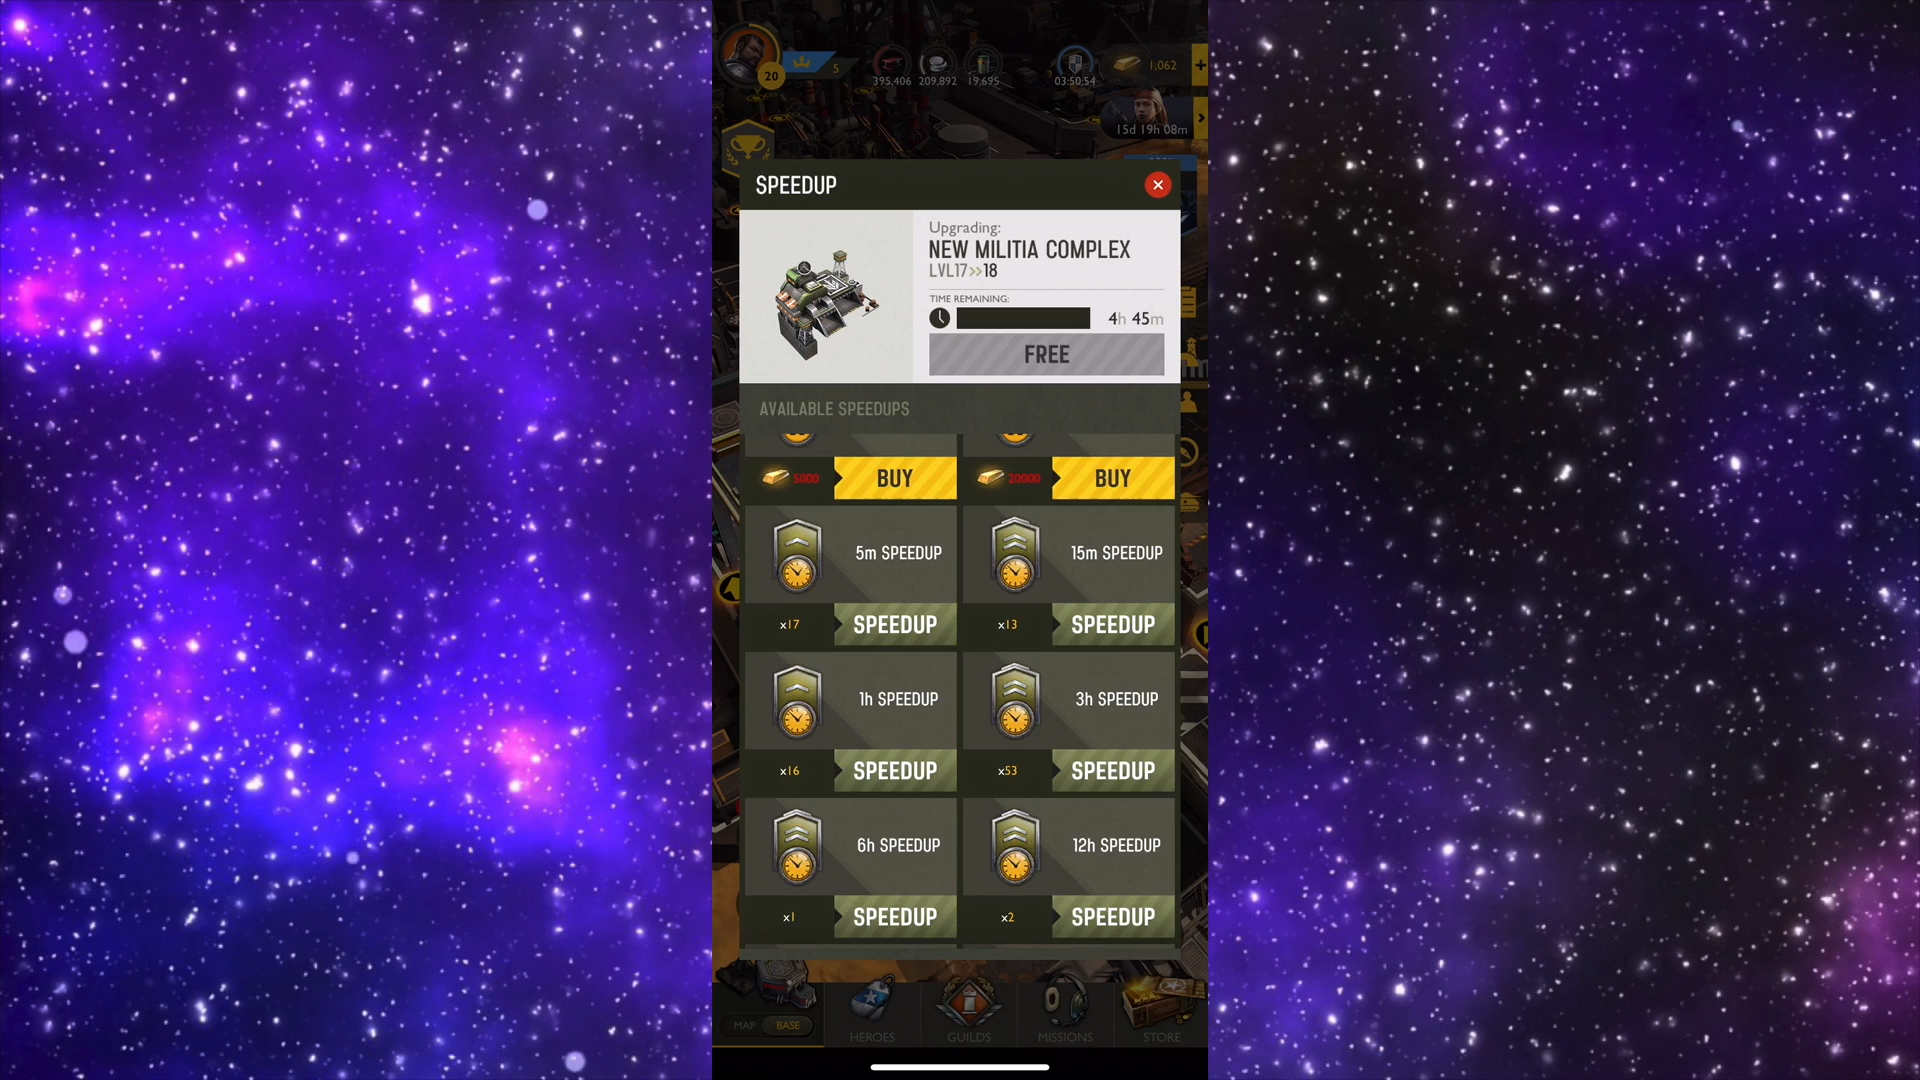 20
5
395,406
209,892
19,695
03:50:54
1,062
15d 19h 08m
SPEEDUP
Upgrading:
NEW MILITIA COMPLEX
LVL17>>18
TIME REMAINING:
4h 45m
FREE
AVAILABLE SPEEDUPS
5000
BUY
20000
BUY
5m SPEEDUP
15m SPEEDUP
x17
SPEEDUP
x13
SPEEDUP
1h SPEEDUP
3h SPEEDUP
x16
SPEEDUP
x53
SPEEDUP
6h SPEEDUP
12h SPEEDUP
x1
SPEEDUP
x2
SPEEDUP
MAP
BASE
HEROES
GUILDS
MISSIONS
STORE